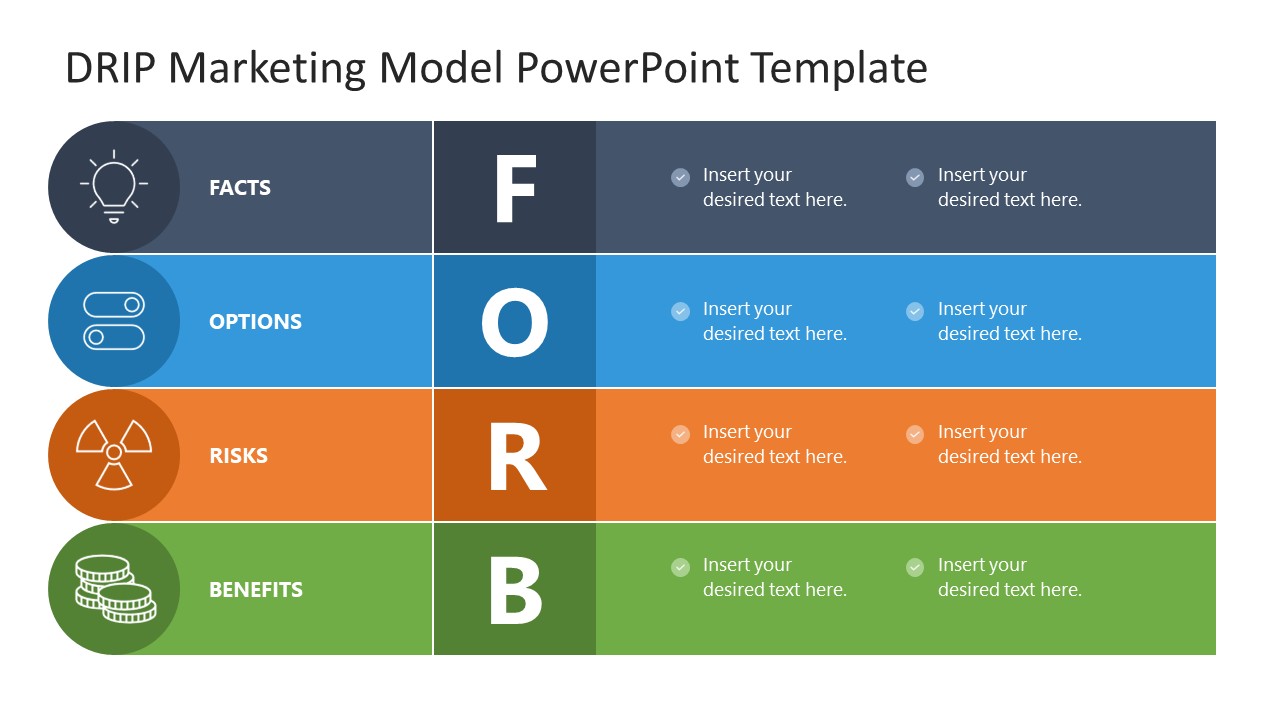 DRIP Marketing Model PowerPoint Template
FACTS
F
Insert your
desired text here.
Insert your
desired text here.
OPTIONS
O
Insert your
desired text here.
Insert your
desired text here.
RISKS
R
Insert your
desired text here.
Insert your
desired text here.
BENEFITS
B
Insert your
desired text here.
Insert your
desired text here.